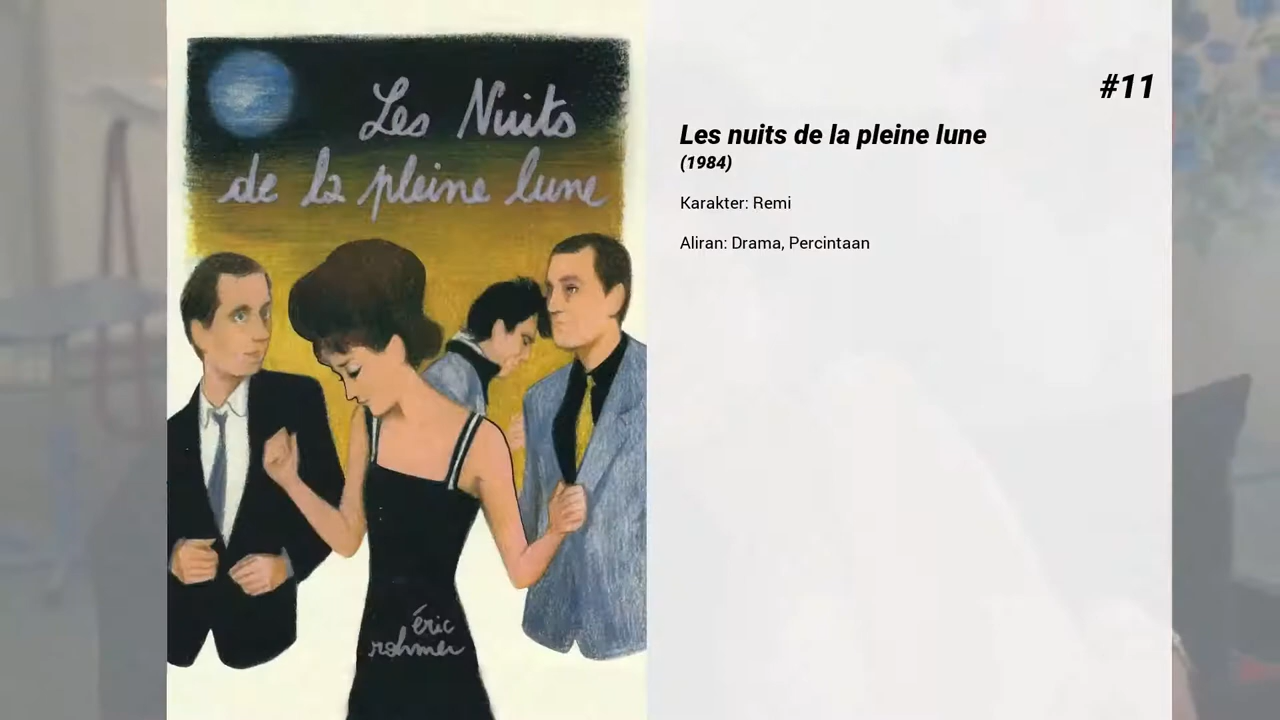 Les Nuits
de la pleine lune
éric
rohmer
#11
Les nuits de la pleine lune
(1984)
Karakter: Remi
Aliran: Drama, Percintaan